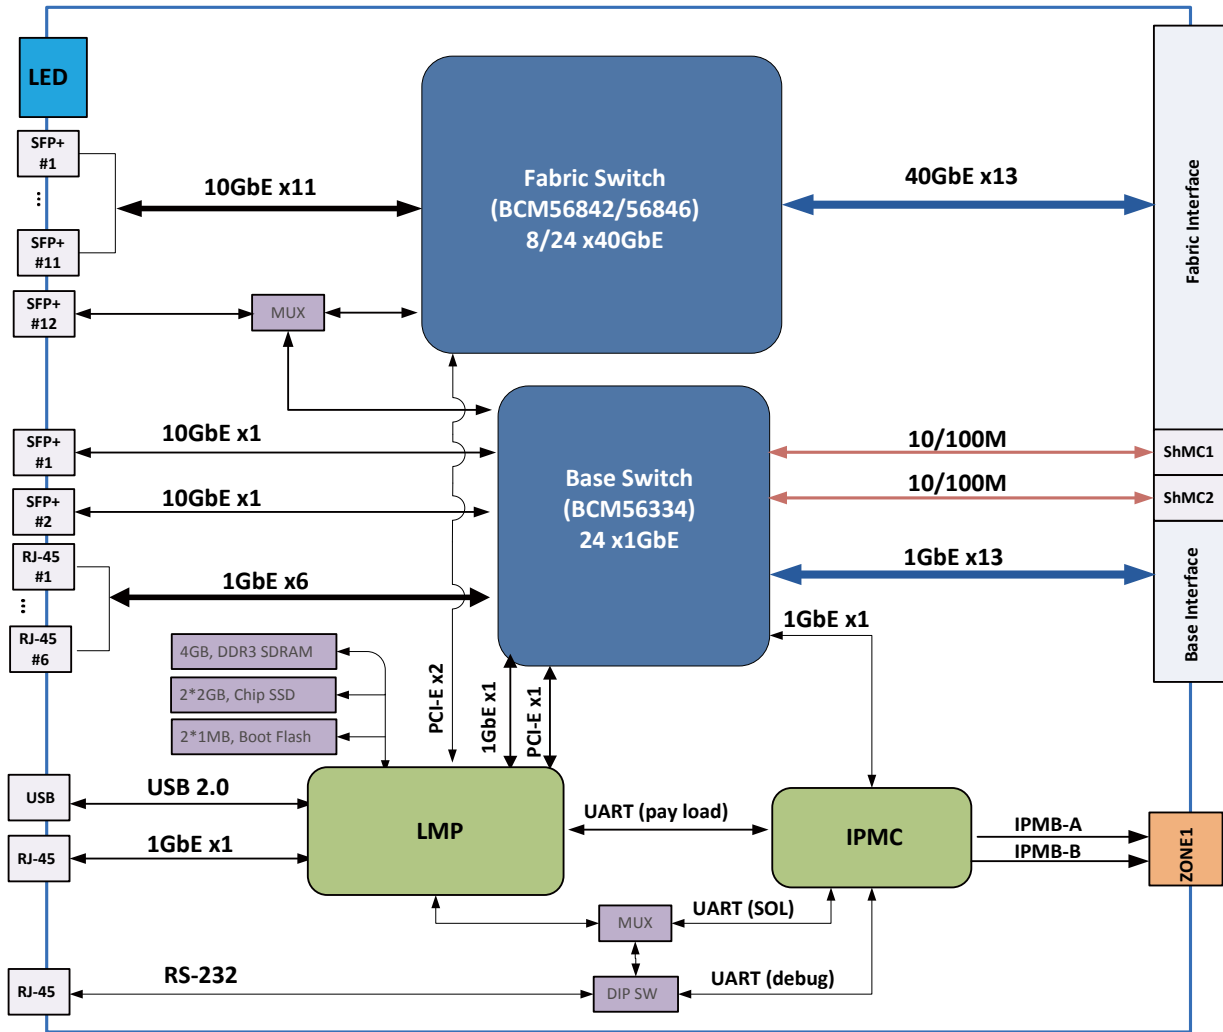 LED
SFP+
#1
...
SFP+
#11
SFP+
#12
10GbE x11
MUX
Fabric Switch
(BCM56842/56846)
8/24 x40GbE
40GbE x13
Fabric Interface
SFP+
#1
10GbE x1
SFP+
#2
10GbE x1
RJ-45
#1
...
RJ-45
#6
1GbE x6
Base Switch
(BCM56334)
24 x1GbE
10/100M
ShMC1
10/100M
ShMC2
1GbE x13
Base Interface
1GbE x1
4GB, DDR3 SDRAM
2*2GB, Chip SSD
2*1MB, Boot Flash
PCI-E x2
1GbE x1
PCI-E x1
USB
USB 2.0
RJ-45
1GbE x1
LMP
UART (pay load)
IPMC
IPMB-A
IPMB-B
ZONE1
MUX
UART (SOL)
RJ-45
RS-232
DIP SW
UART (debug)